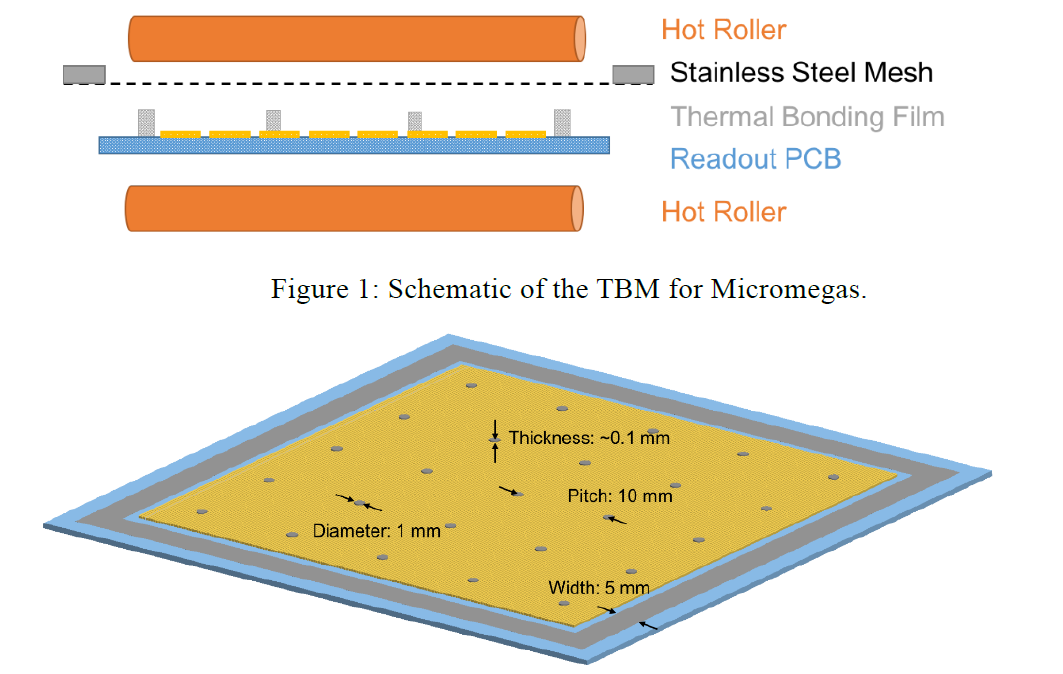 Hot Roller
Stainless Steel Mesh
Thermal Bonding Film
Readout PCB
Hot Roller
Figure 1: Schematic of the TBM for Micromegas.
Thickness: ~0.1 mm
Pitch: 10 mm
Diameter: 1 mm
Width: 5 mm